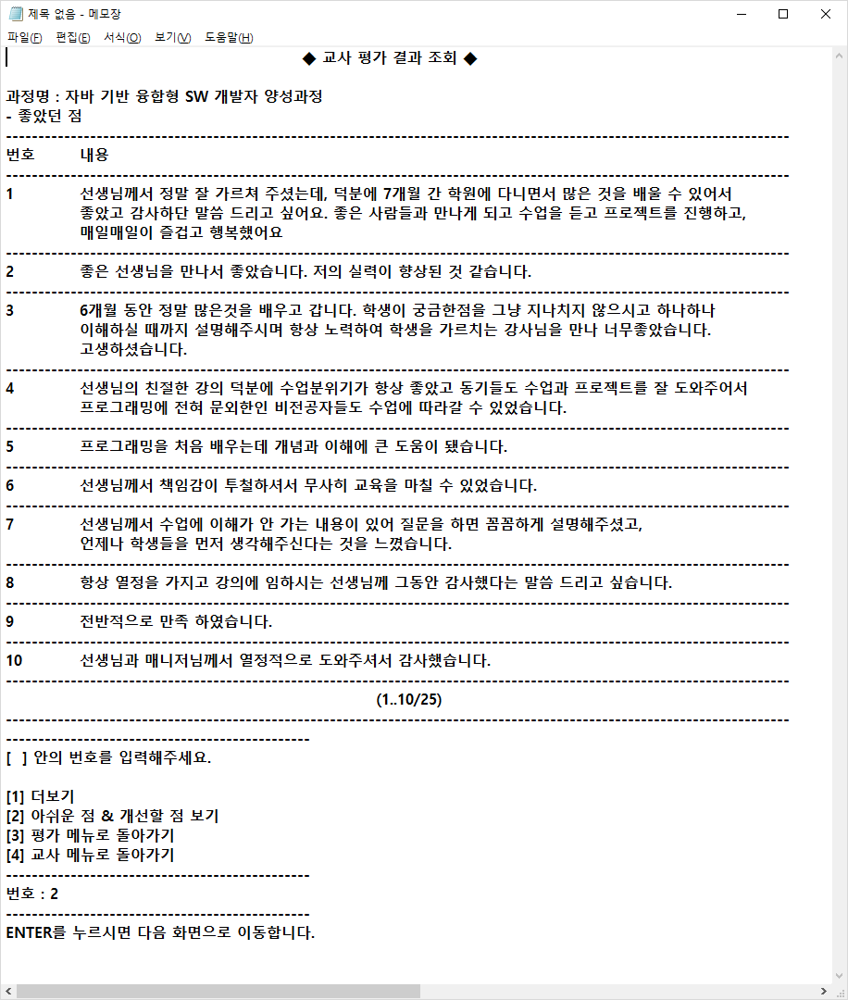 제목 없음 - 메모장
파일(F) 편집(E) 서식(O) 보기(V) 도움말(H)
◆ 교사 평가 결과 조회 ◆
과정명 : 자바 기반 융합형 SW 개발자 양성과정
- 좋았던 점
---------------------------------------------------------------------------------------------------------
번호 내용
---------------------------------------------------------------------------------------------------------
1 선생님께서 정말 잘 가르쳐 주셨는데, 덕분에 7개월 간 학원에 다니면서 많은 것을 배울 수 있어서
좋았고 감사하단 말씀 드리고 싶어요. 좋은 사람들과 만나게 되고 수업을 듣고 프로젝트를 진행하고,
매일매일이 즐겁고 행복했어요
---------------------------------------------------------------------------------------------------------
2 좋은 선생님을 만나서 좋았습니다. 저의 실력이 향상된 것 같습니다.
---------------------------------------------------------------------------------------------------------
3 6개월 동안 정말 많은것을 배우고 갑니다. 학생이 궁금한점을 그냥 지나치지 않으시고 하나하나
이해하실 때까지 설명해주시며 항상 노력하여 학생을 가르치는 강사님을 만나 너무좋았습니다.
고생하셨습니다.
---------------------------------------------------------------------------------------------------------
4 선생님의 친절한 강의 덕분에 수업분위기가 항상 좋았고 동기들도 수업과 프로젝트를 잘 도와주어서
프로그래밍에 전혀 문외한인 비전공자들도 수업에 따라갈 수 있었습니다.
---------------------------------------------------------------------------------------------------------
5 프로그래밍을 처음 배우는데 개념과 이해에 큰 도움이 됐습니다.
---------------------------------------------------------------------------------------------------------
6 선생님께서 책임감이 투철하셔서 무사히 교육을 마칠 수 있었습니다.
---------------------------------------------------------------------------------------------------------
7 선생님께서 수업에 이해가 안 가는 내용이 있어 질문을 하면 꼼꼼하게 설명해주셨고,
언제나 학생들을 먼저 생각해주신다는 것을 느꼈습니다.
---------------------------------------------------------------------------------------------------------
8 항상 열정을 가지고 강의에 임하시는 선생님께 그동안 감사했다는 말씀 드리고 싶습니다.
---------------------------------------------------------------------------------------------------------
9 전반적으로 만족 하였습니다.
---------------------------------------------------------------------------------------------------------
10 선생님과 매니저님께서 열정적으로 도와주셔서 감사했습니다.
---------------------------------------------------------------------------------------------------------
(1..10/25)
---------------------------------------------------------------------------------------------------------
-----------------------------------------
[ ] 안의 번호를 입력해주세요.
[1] 더보기
[2] 아쉬운 점 & 개선할 점 보기
[3] 평가 메뉴로 돌아가기
[4] 교사 메뉴로 돌아가기
-----------------------------------------
번호 : 2
-----------------------------------------
ENTER를 누르시면 다음 화면으로 이동합니다.